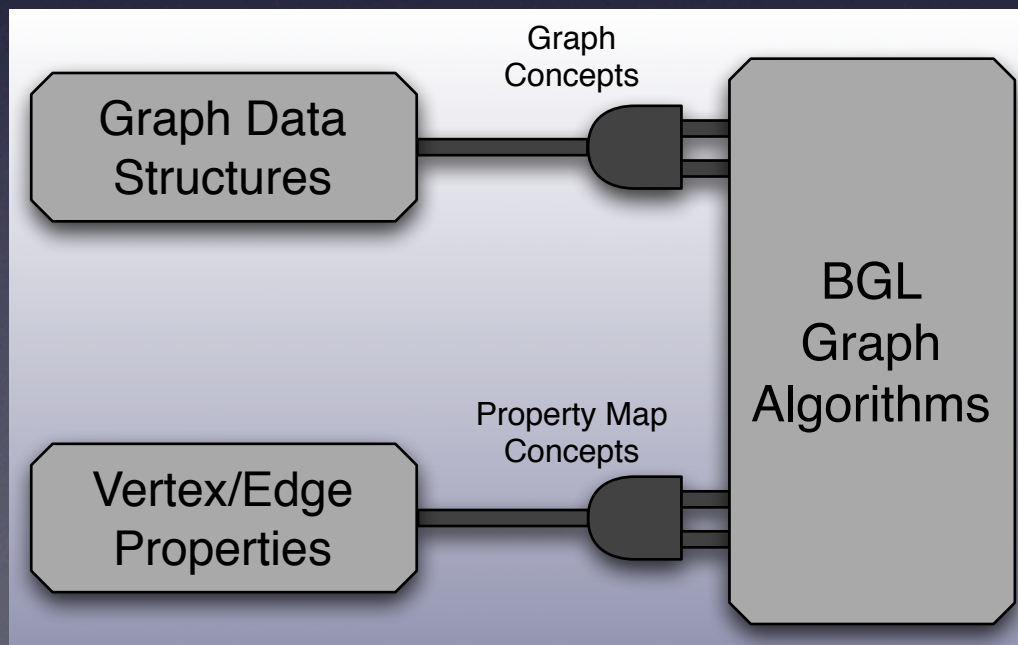 Graph
Concepts
Graph Data
Structures
BGL
Graph
Algorithms
Property Map
Concepts
Vertex/Edge
Properties